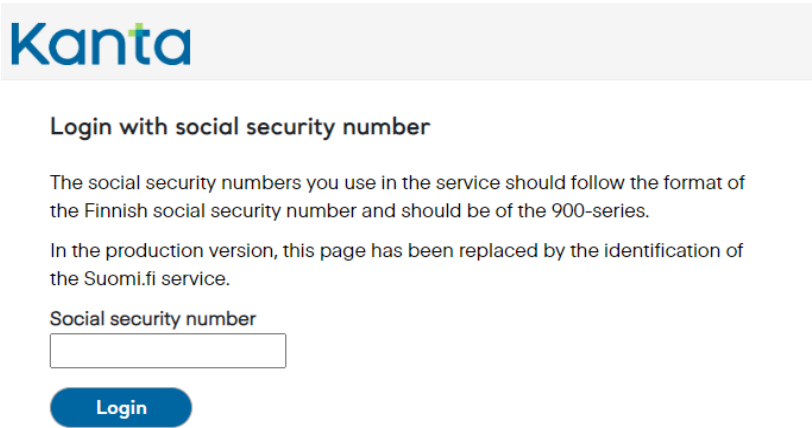 Kanta
Login with social security number
The social security numbers you use in the service should follow the format of
the Finnish social security number and should be of the 900-series.
In the production version, this page has been replaced by the identification of
the Suomi.fi service.
Social security number
Login